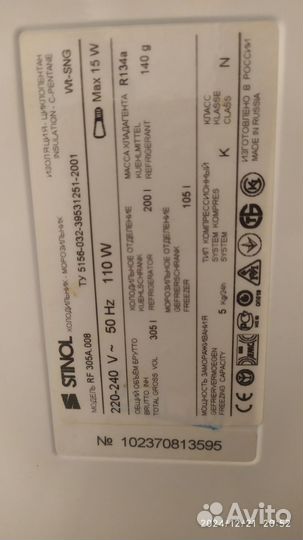 STINOL
ХОЛОДИЛЬНИК - МОРОЗИЛЬНИК
МОДЕЛЬ RF 305A.008
ТУ 5156-032-39531251-2001
ИЗОЛЯЦИЯ - ЦИКЛОПЕНТАН
INSULATION - C-PENTANE
Wt-SNG
220-240 V ~ 50 Hz 110 W
Max 15 W
ОБЩИЙ ОБЪЕМ БРУТТО
BRUTTO INH.
TOTAL GROSS VOL
305 l
ХОЛОДИЛЬНОЕ ОТДЕЛЕНИЕ
KUEHLSCHRANK
REFRIGERATOR
200 l
МАССА ХЛАДАГЕНТА
KUEHLMITTEL
REFRIGERANT
R134a
140 g
МОРОЗИЛЬНОЕ ОТДЕЛЕНИЕ
GEFRIERSCHRANK
FREEZER
105 l
МОЩНОСТЬ ЗАМОРАЖИВАНИЯ
GEFRIERVERMOEGEN
FREEZING CAPACITY
5 kg/24h
ТИП КОМПРЕССИОННЫЙ
SYSTEM KOMPRES
SYSTEM
K
КЛАСС
KLASSE
CLASS
N
ИЗГОТОВЛЕНО В РОССИИ
MADE IN RUSSIA
№ 102370813595
2024-12-21 20:52
Avito